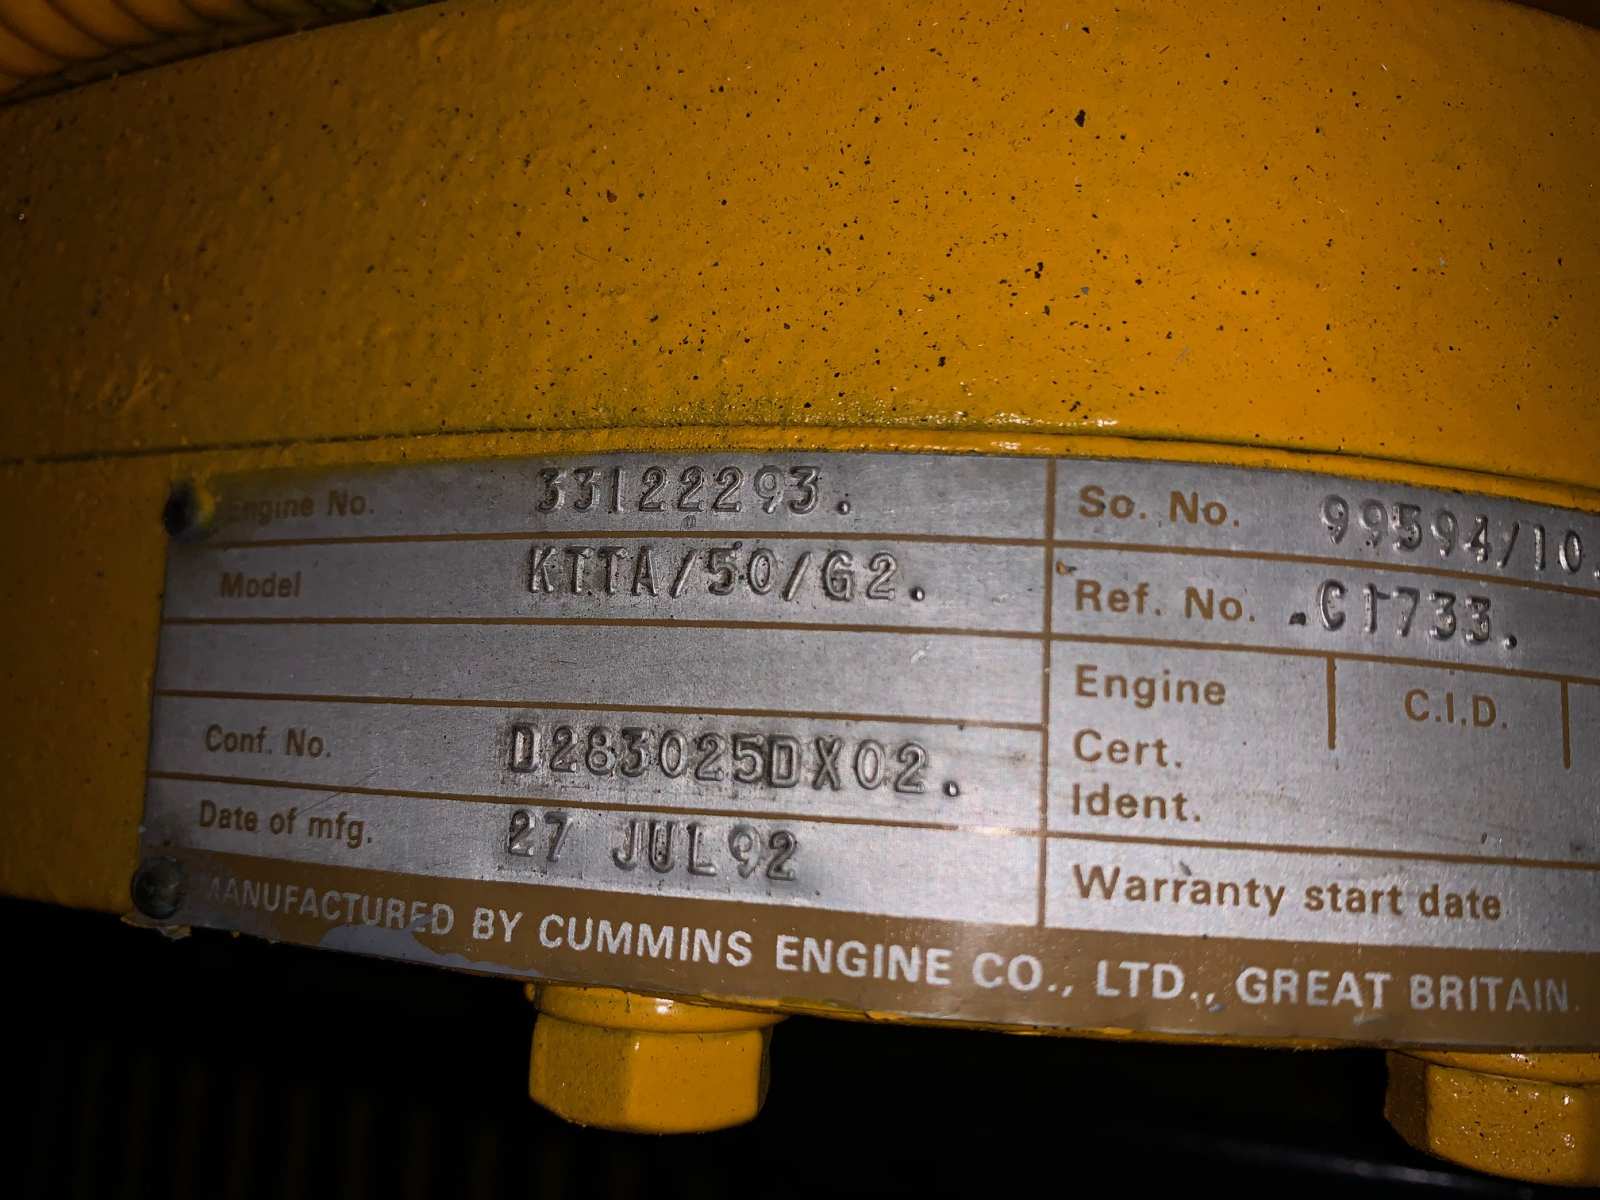 Engine No. 33122293.
Model KTTA/50/G2.
Conf. No. D283025DX02.
Date of mfg. 27 JUL92
So. No. 99594/10.
Ref. No. .C1733.
Engine C.I.D.
Cert.
Ident.
Warranty start date
MANUFACTURED BY CUMMINS ENGINE CO., LTD., GREAT BRITAIN.